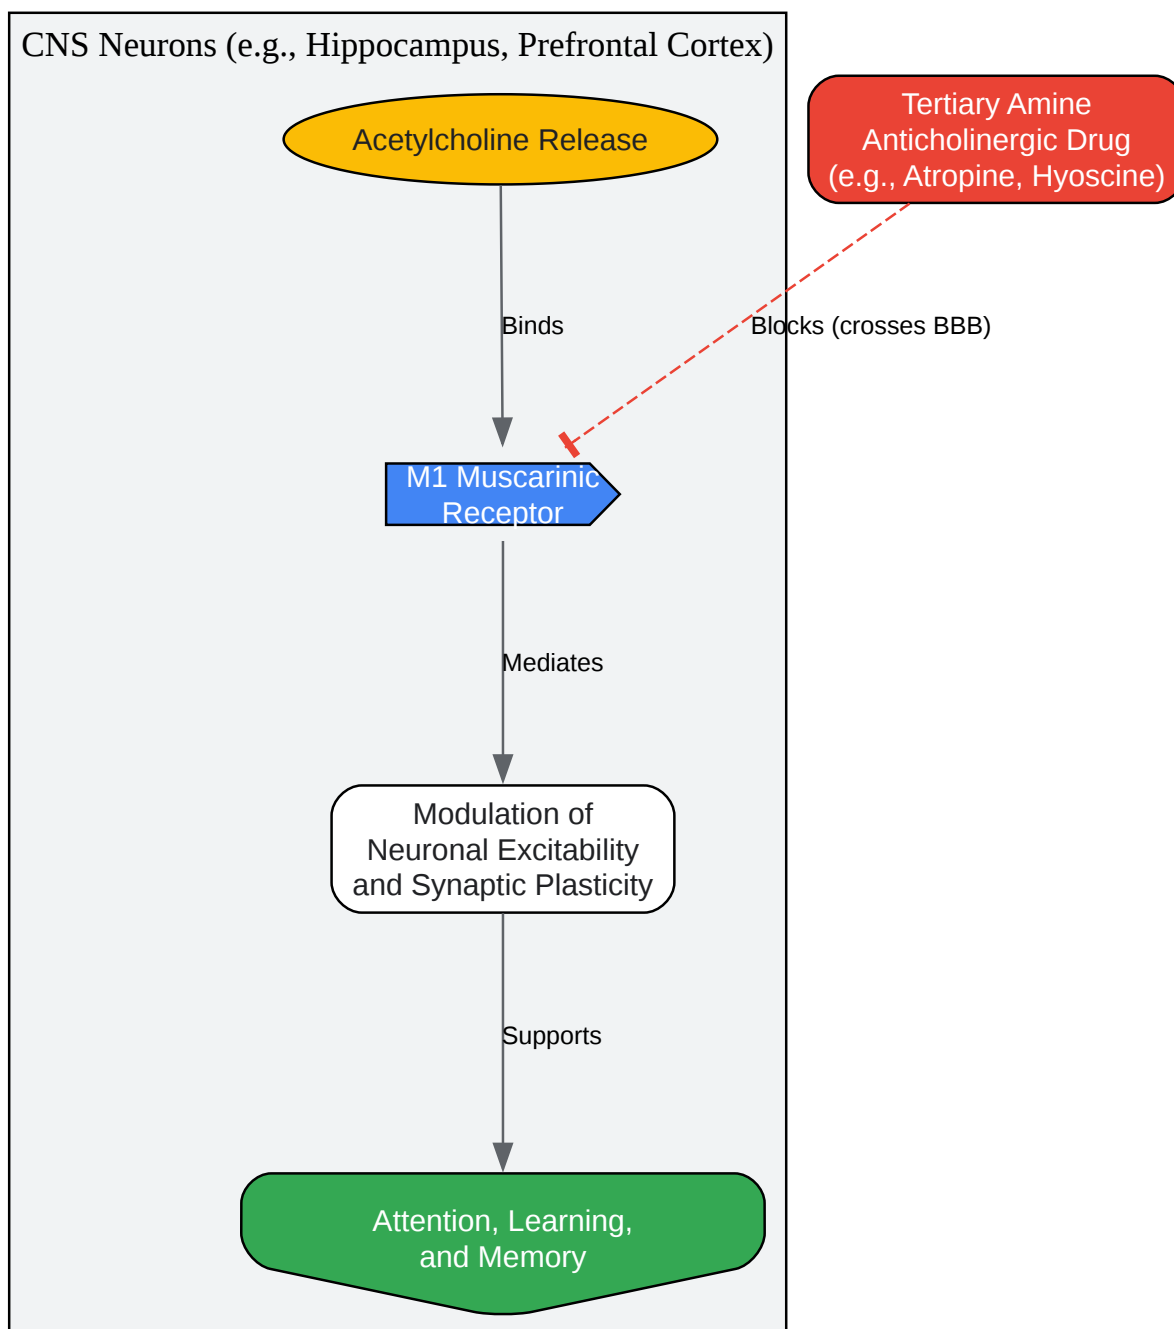 CNS Neurons (e.g., Hippocampus, Prefrontal Cortex)
Acetylcholine Release
Tertiary Amine
Anticholinergic Drug
(e.g., Atropine, Hyoscine)
Binds
Blocks (crosses BBB)
M1 Muscarinic
Receptor
Mediates
Modulation of
Neuronal Excitability
and Synaptic Plasticity
Supports
Attention, Learning,
and Memory